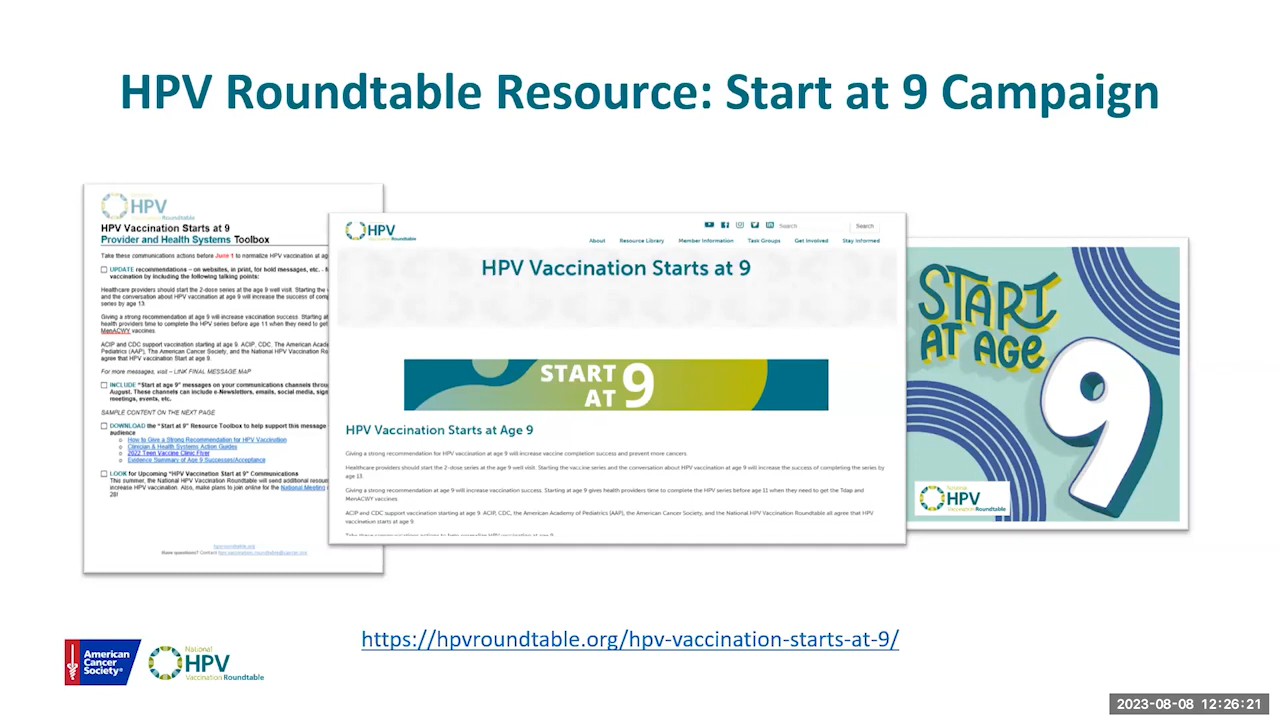 HPV Roundtable Resource: Start at 9 Campaign
HPV
Vaccination Roundtable
HPV Vaccination Starts at 9
Provider and Health Systems Toolbox
Take these communications actions before June 1 to normalize HPV vaccination at
UPDATE recommendations – on websites, in print, for hold messages, etc. -
vaccination by including the following talking points:
Healthcare providers should start the 2-dose series at the age 9 well visit. Starting the
and the conversation about HPV vaccination at age 9 will increase the success of
series by age 13.
Giving a strong recommendation at age 9 will increase vaccination success. Starting
health providers time to complete the HPV series before age 11 when they need to get
MenACWY vaccines.
ACIP and CDC support vaccination starting at age 9. ACIP, CDC, The American
Pediatrics (AAP), The American Cancer Society, and the National HPV Vaccination
agree that HPV vaccination Start at age 9.
For more messages, visit – LINK FINAL MESSAGE MAP
INCLUDE "Start at age 9" messages on your communications channels
August. These channels can include e-Newsletters, emails, social media,
meetings, events, etc.
SAMPLE CONTENT ON THE NEXT PAGE
DOWNLOAD the "Start at 9" Resource Toolbox to help support this message
audience
How to Give a Strong Recommendation for HPV Vaccination
Clinician & Health Systems Action Guides
2022 Teen Vaccine Clinic Flyer
Evidence Summary of Age 9 Successes/Acceptance
LOOK for Upcoming "HPV Vaccination Start at 9" Communications
This summer, the National HPV Vaccination Roundtable will send additional
increase HPV vaccination. Also, make plans to join online for the National Meeting
28!
hpvroundtable.org
Have questions? Contact hpv.vaccination.roundtable@cancer.org
HPV
Vaccination Roundtable
Search
Search
About Resource Library Member Information Task Groups Get Involved Stay Informed
HPV Vaccination Starts at 9
START
AT 9
HPV Vaccination Starts at Age 9
Giving a strong recommendation for HPV vaccination at age 9 will increase vaccine completion success and prevent more cancers.
Healthcare providers should start the 2-dose series at the age 9 well visit. Starting the vaccine series and the conversation about HPV vaccination at age 9 will increase the success of completing the series by
age 13.
Giving a strong recommendation at age 9 will increase vaccination success. Starting at age 9 gives health providers time to complete the HPV series before age 11 when they need to get the Tdap and
MenACWY vaccines.
ACIP and CDC support vaccination starting at age 9. ACIP, CDC, the American Academy of Pediatrics (AAP), the American Cancer Society, and the National HPV Vaccination Roundtable all agree that HPV
vaccination starts at age 9.
START
AT AGE
9
National
HPV
Vaccination Roundtable
https://hpvroundtable.org/hpv-vaccination-starts-at-9/
American
Cancer
Society®
National
HPV
Vaccination Roundtable
2023-08-08 12:26:21